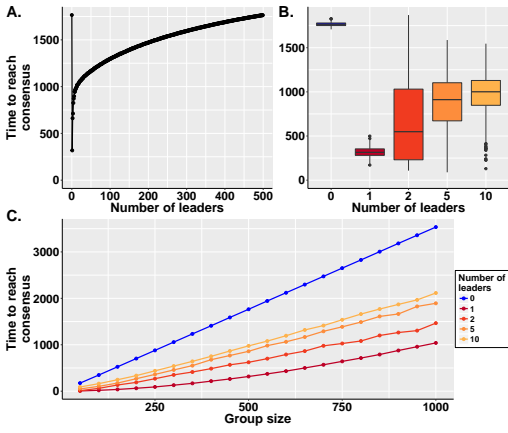 A.
Time to reach
consensus
1500
1000
500
0
0
100
200
300
400
500
Number of leaders
B.
1500
1000
500
0
0
1
2
5
10
Number of leaders
C.
Time to reach
consensus
3000
2000
1000
0
250
500
750
1000
Group size
Number of
leaders
0
1
2
5
10